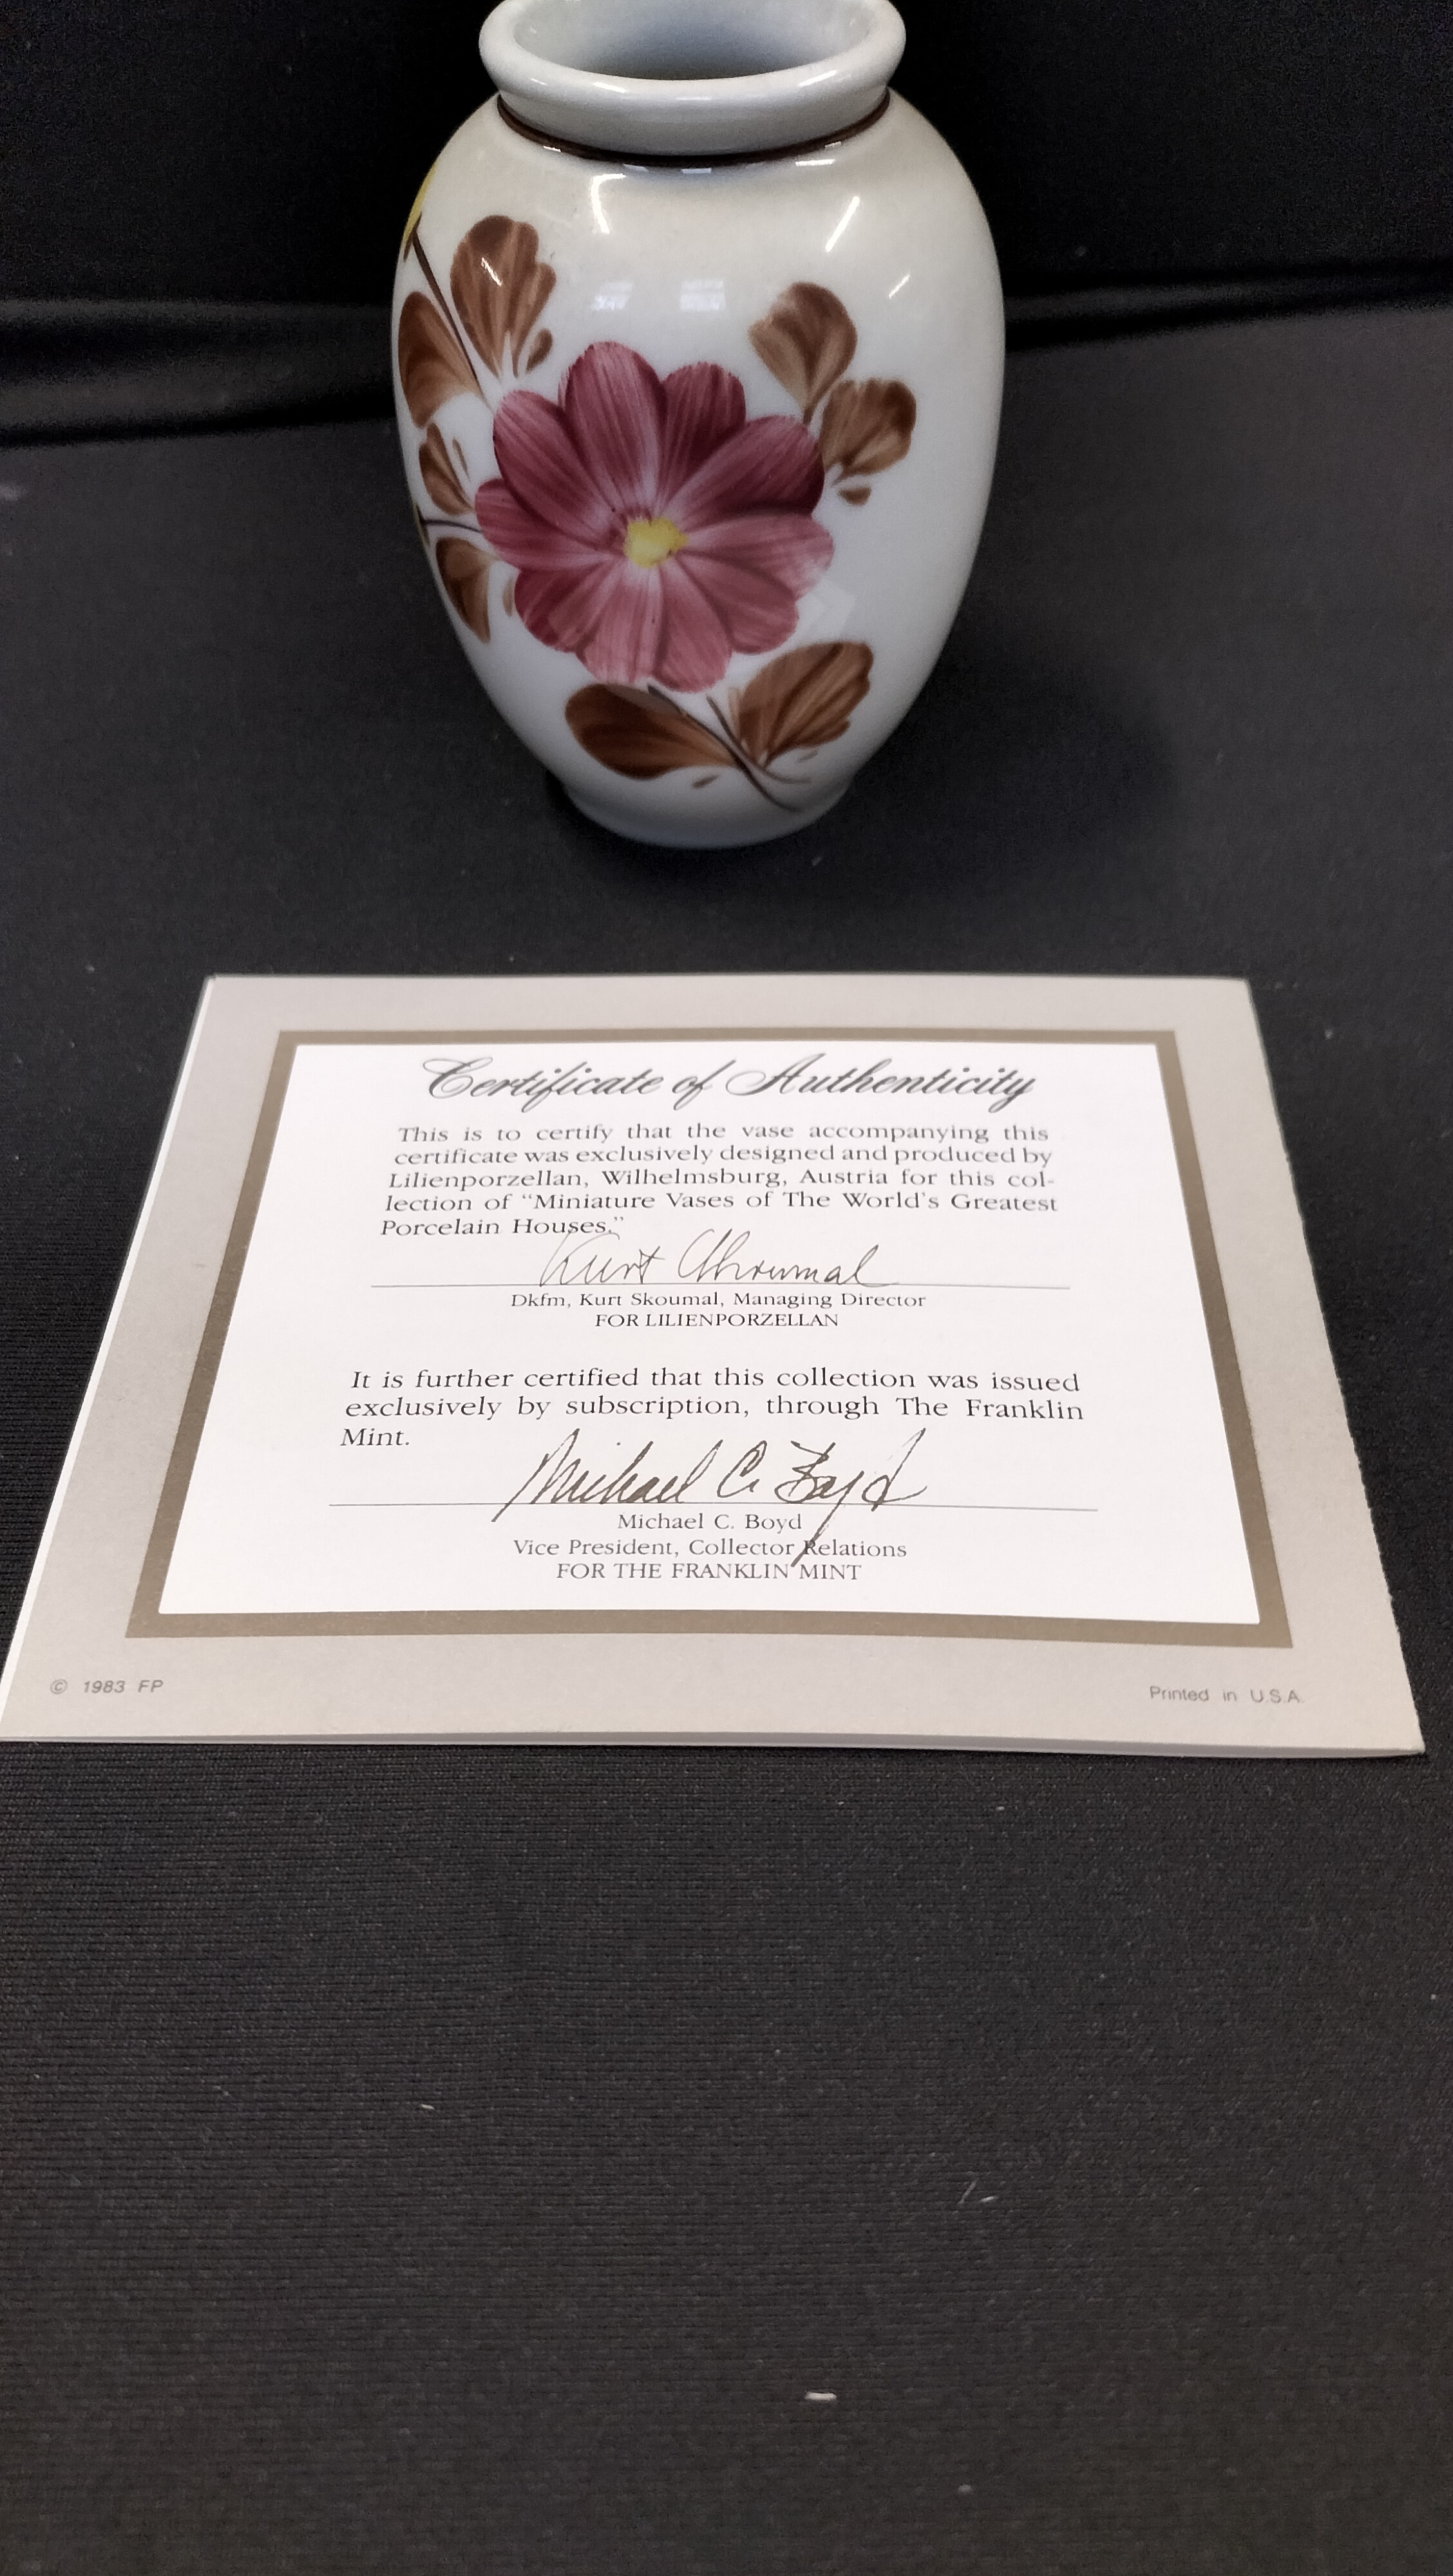 Certificate of Authenticity
This is to certify that the vase accompanying this
certificate was exclusively designed and produced by
Lilienporzellan, Wilhelmsburg, Austria for this col-
lection of “Miniature Vases of The World's Greatest
Porcelain Houses.”
Kurt Skoumal
Dkfm, Kurt Skoumal, Managing Director
FOR LILIENPORZELLAN
It is further certified that this collection was issued
exclusively by subscription, through The Franklin
Mint.
Michael C. Boyd
Michael C. Boyd
Vice President, Collector Relations
FOR THE FRANKLIN MINT
© 1983 FP
Printed in U.S.A.